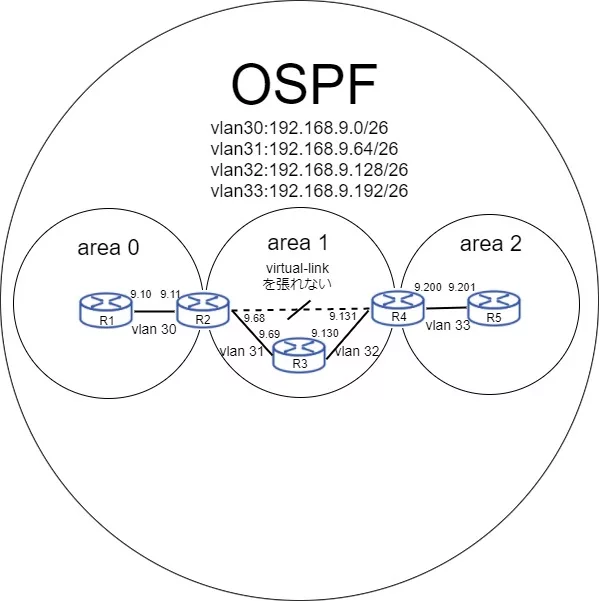 OSPF
vlan30:192.168.9.0/26
vlan31:192.168.9.64/26
vlan32:192.168.9.128/26
vlan33:192.168.9.192/26
area 0
area 1
area 2
virtual-link
を張れない
9.10 9.11
9.200 9.201
R1
R2
R4
R5
vlan 30
9.68
9.131
vlan 33
9.69
9.130
vlan 31
vlan 32
R3